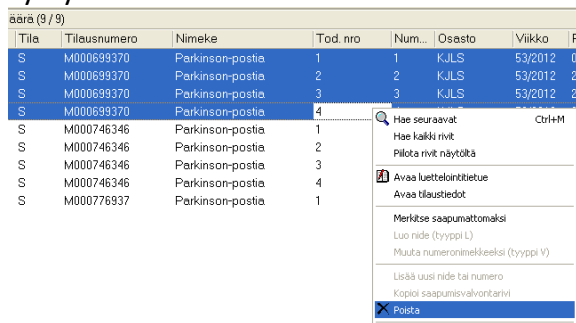 äärä (9 / 9)
Tila Tilausnumero Nimeke Tod. nro Num... Osasto Viikko
S M000699370 Parkinson-postia 1 1 KJLS 53/2012
S M000699370 Parkinson-postia 2 2 KJLS 53/2012
S M000699370 Parkinson-postia 3 3 KJLS 53/2012
S M000699370 Parkinson-postia 4
S M000746346 Parkinson-postia 1
S M000746346 Parkinson-postia 2
S M000746346 Parkinson-postia 3
S M000746346 Parkinson-postia 4
S M000776937 Parkinson-postia 1
Hae seuraavat Ctrl+M
Hae kaikki rivit
Piilota rivit näytöltä
Avaa luettelointitietue
Avaa tilaustiedot
Merkitse saapumattomaksi
Luo nide (tyyppi L)
Muuta numeronimekkeeksi (tyyppi V)
Lisää uusi nide tai numero
Kopioi saapumisvalvontarivi
Poista